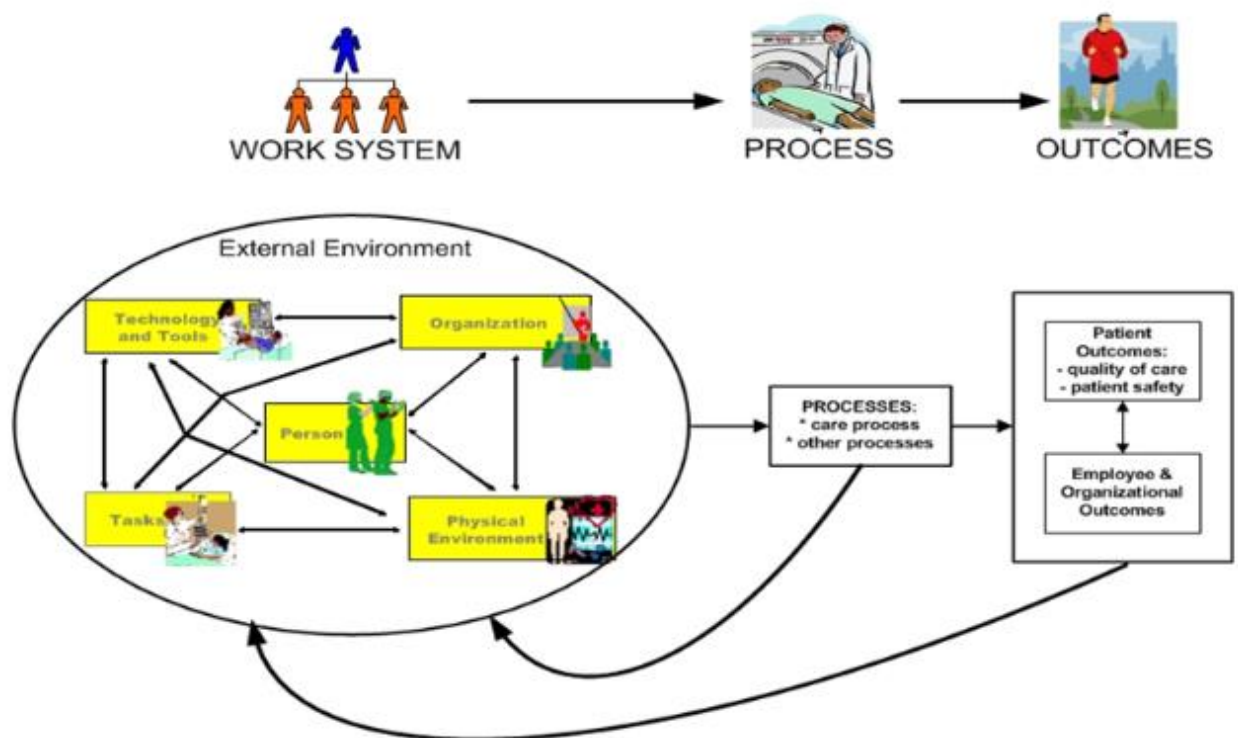 WORK SYSTEM
PROCESS
OUTCOMES
External Environment
Technology
and Tools
Organization
Person
Tasks
Physical
Environment
PROCESSES:
* care process
* other processes
Patient
Outcomes:
- quality of care
- patient safety
Employee &
Organizational
Outcomes